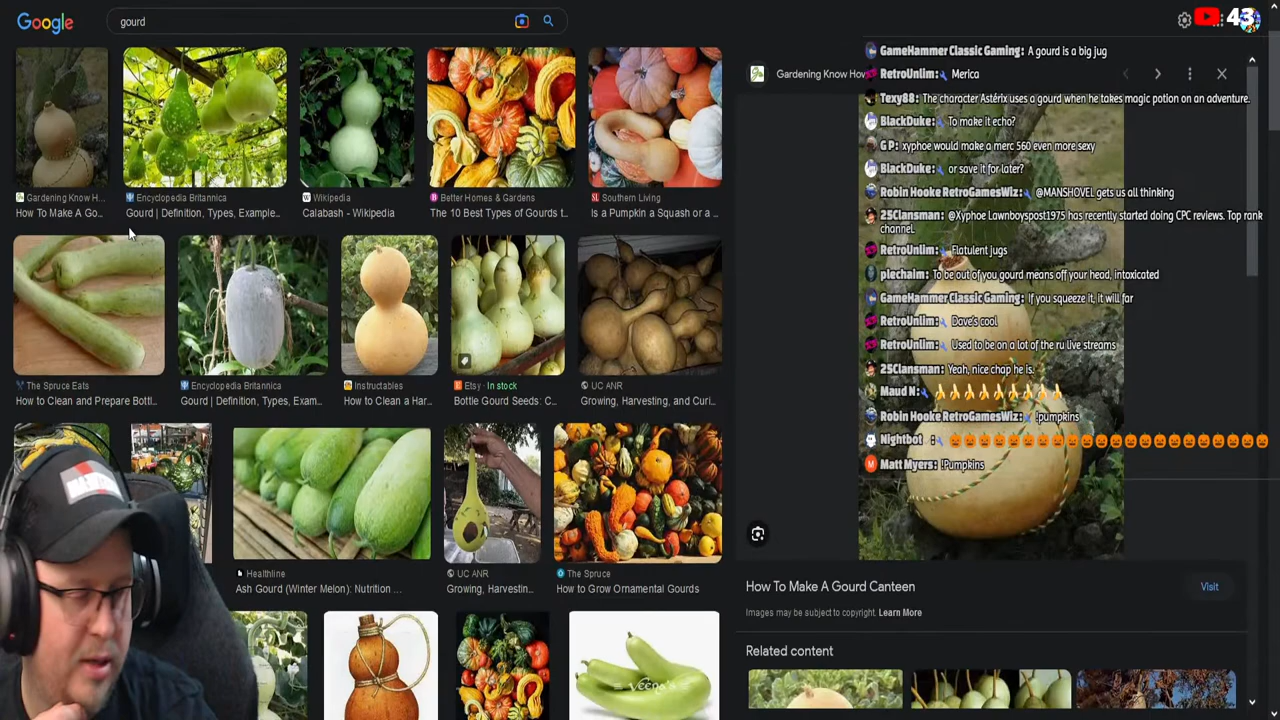 Google
gourd
43
Gardening Know H...
How To Make A Go...
Encyclopedia Britannica
Gourd | Definition, Types, Example...
Wikipedia
Calabash - Wikipedia
Better Homes & Gardens
The 10 Best Types of Gourds t...
Southern Living
Is a Pumpkin a Squash or a ...
The Spruce Eats
How to Clean and Prepare Bottl...
Encyclopedia Britannica
Gourd | Definition, Types, Exam...
Instructables
How to Clean a Har...
Etsy · In stock
Bottle Gourd Seeds: C...
UC ANR
Growing, Harvesting, and Curi...
Healthline
Ash Gourd (Winter Melon): Nutrition ...
UC ANR
Growing, Harvestin...
The Spruce
How to Grow Ornamental Gourds
VEEPA'S
Gardening Know How
GameHammer Classic Gaming: A gourd is a big jug
RetroUnlim: Merica
Texy88: The character Astérix uses a gourd when he takes magic potion on an adventure.
BlackDuke: To make it echo?
G P: xyphoe would make a merc 560 even more sexy
BlackDuke: or save it for later?
Robin Hooke RetroGamesWiz: @MANSHOVEL gets us all thinking
25Clansman: @Xyphoe Lawnboyspost1975 has recently started doing CPC reviews. Top rank
channel.
RetroUnlim: Flatulent jugs
plechaim: To be out of you gourd means off your head, intoxicated
GameHammer Classic Gaming: If you squeeze it, it will far
RetroUnlim: Dave's cool
RetroUnlim: Used to be on a lot of the ru live streams
25Clansman: Yeah, nice chap he is.
Maud N: 🍌🍌🍌🍌🍌🍌🍌🍌🍌
Robin Hooke RetroGamesWiz: !pumpkins
Nightbot : 🎃🎃🎃🎃🎃🎃🎃🎃🎃🎃🎃🎃🎃🎃🎃🎃🎃🎃🎃🎃🎃🎃
Matt Myers: !Pumpkins
How To Make A Gourd Canteen
Visit
Images may be subject to copyright. Learn More
Related content